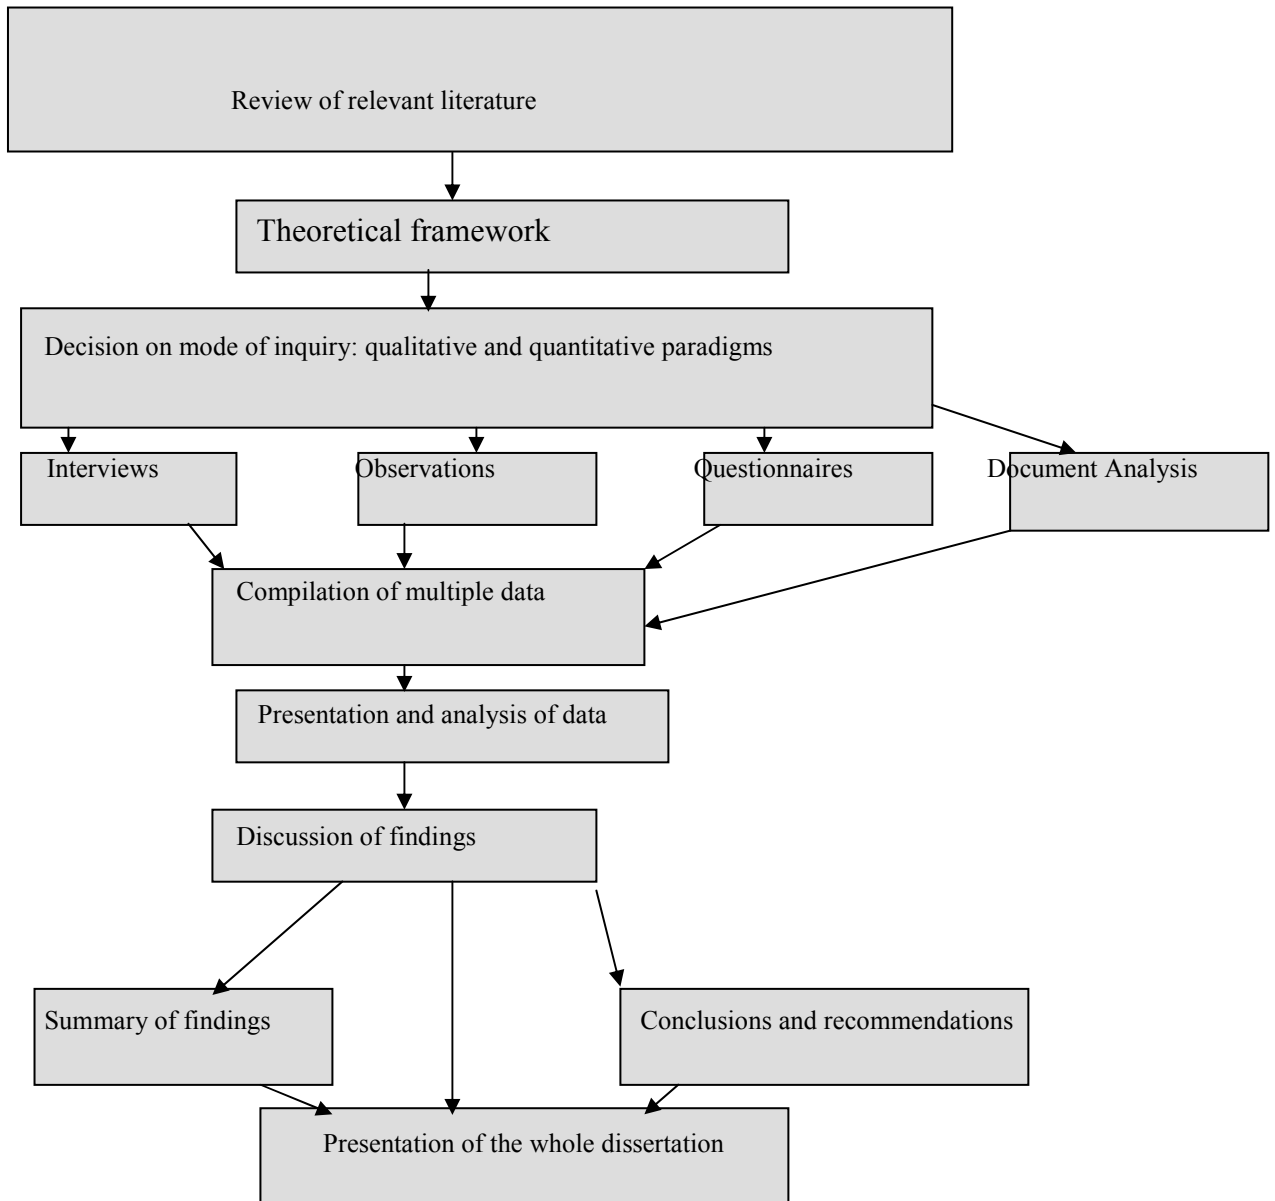 Review of relevant literature
Theoretical framework
Decision on mode of inquiry: qualitative and quantitative paradigms
Interviews
Observations
Questionnaires
Document Analysis
Compilation of multiple data
Presentation and analysis of data
Discussion of findings
Summary of findings
Conclusions and recommendations
Presentation of the whole dissertation